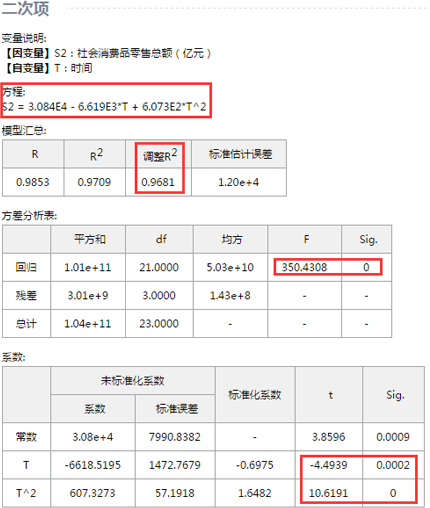 二次项
变量说明:
【因变量】S2：社会消费品零售总额（亿元）
【自变量】T：时间
方程:
S2 = 3.084E4 - 6.619E3*T + 6.073E2*T^2
模型汇总:
R R2 调整R2 标准估计误差
0.9853 0.9709 0.9681 1.20e+4
方差分析表:
平方和 df 均方 F Sig.
回归 1.01e+11 21.0000 5.03e+10 350.4308 0
残差 3.01e+9 3.0000 1.43e+8 - -
总计 1.04e+11 23.0000 - - -
系数:
未标准化系数 标准化系数 t Sig.
系数 标准误差
常数 3.08e+4 7990.8382 - 3.8596 0.0009
T -6618.5195 1472.7679 -0.6975 -4.4939 0.0002
T^2 607.3273 57.1918 1.6482 10.6191 0